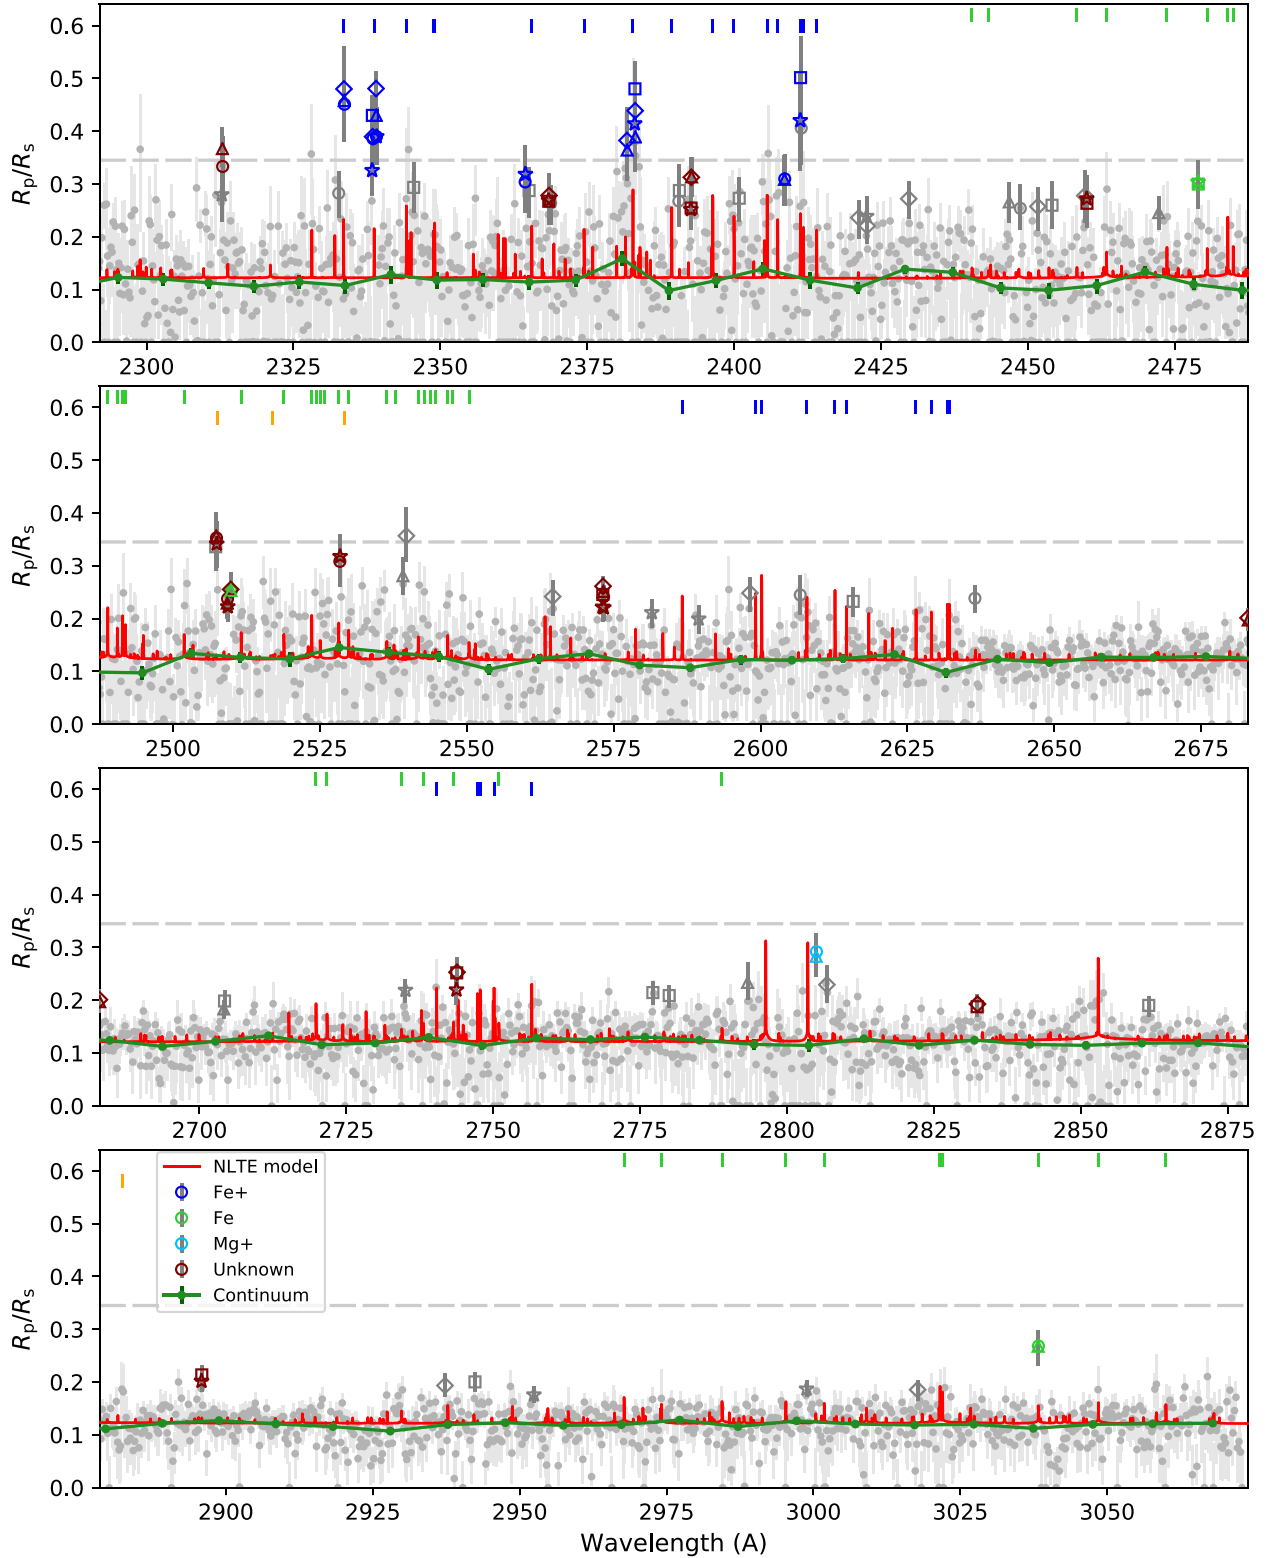 0.6
0.5
0.4
0.3
0.2
0.1
0.0
Rp/Rs
2300 2325 2350 2375 2400 2425 2450 2475
0.6
0.5
0.4
0.3
0.2
0.1
0.0
Rp/Rs
2500 2525 2550 2575 2600 2625 2650 2675
0.6
0.5
0.4
0.3
0.2
0.1
0.0
Rp/Rs
2700 2725 2750 2775 2800 2825 2850 2875
0.6
0.5
0.4
0.3
0.2
0.1
0.0
Rp/Rs
NLTE model
Fe+
Fe
Mg+
Unknown
Continuum
2900 2925 2950 2975 3000 3025 3050
Wavelength (A)